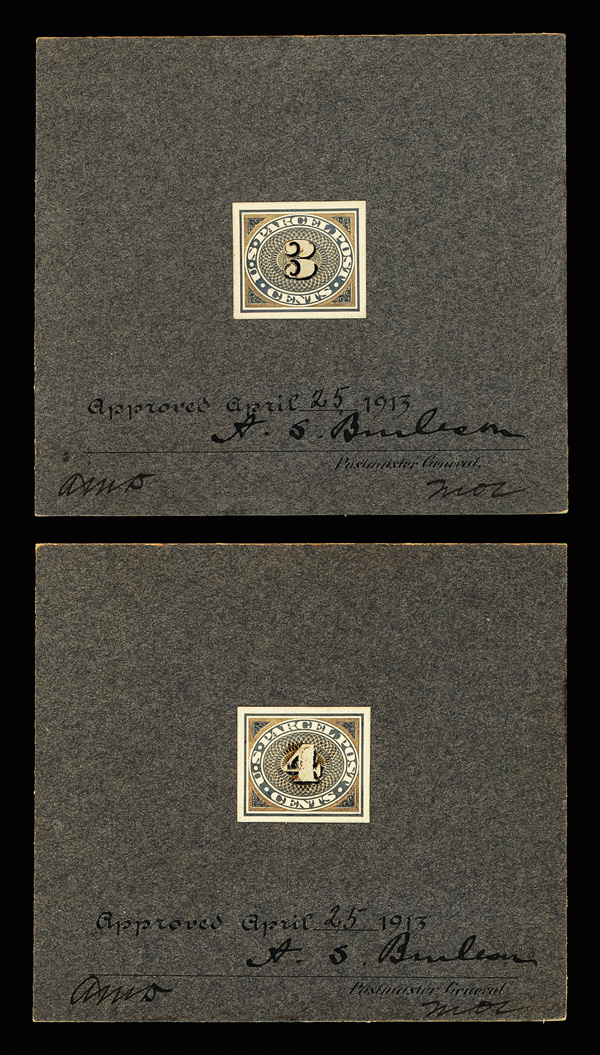 U.S. PARCEL POST
3
CENTS
Approved April 25, 1913
A. S. Burleson
Postmaster General.
U.S. PARCEL POST
4
CENTS
Approved April 25 1913
A. S. Burleson
Postmaster General.